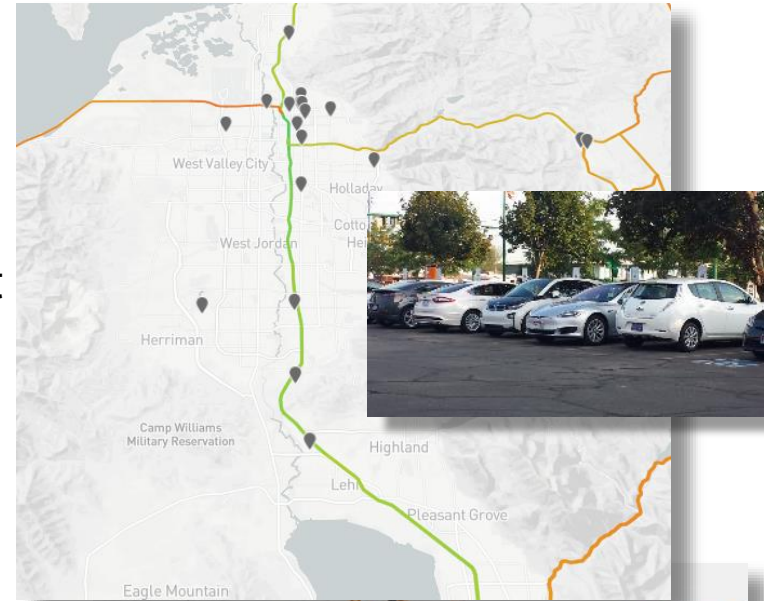 West Valley City
Holladay
West Jordan
Herriman
Camp Williams
Military Reservation
Highland
Pleasant Grove
Eagle Mountain